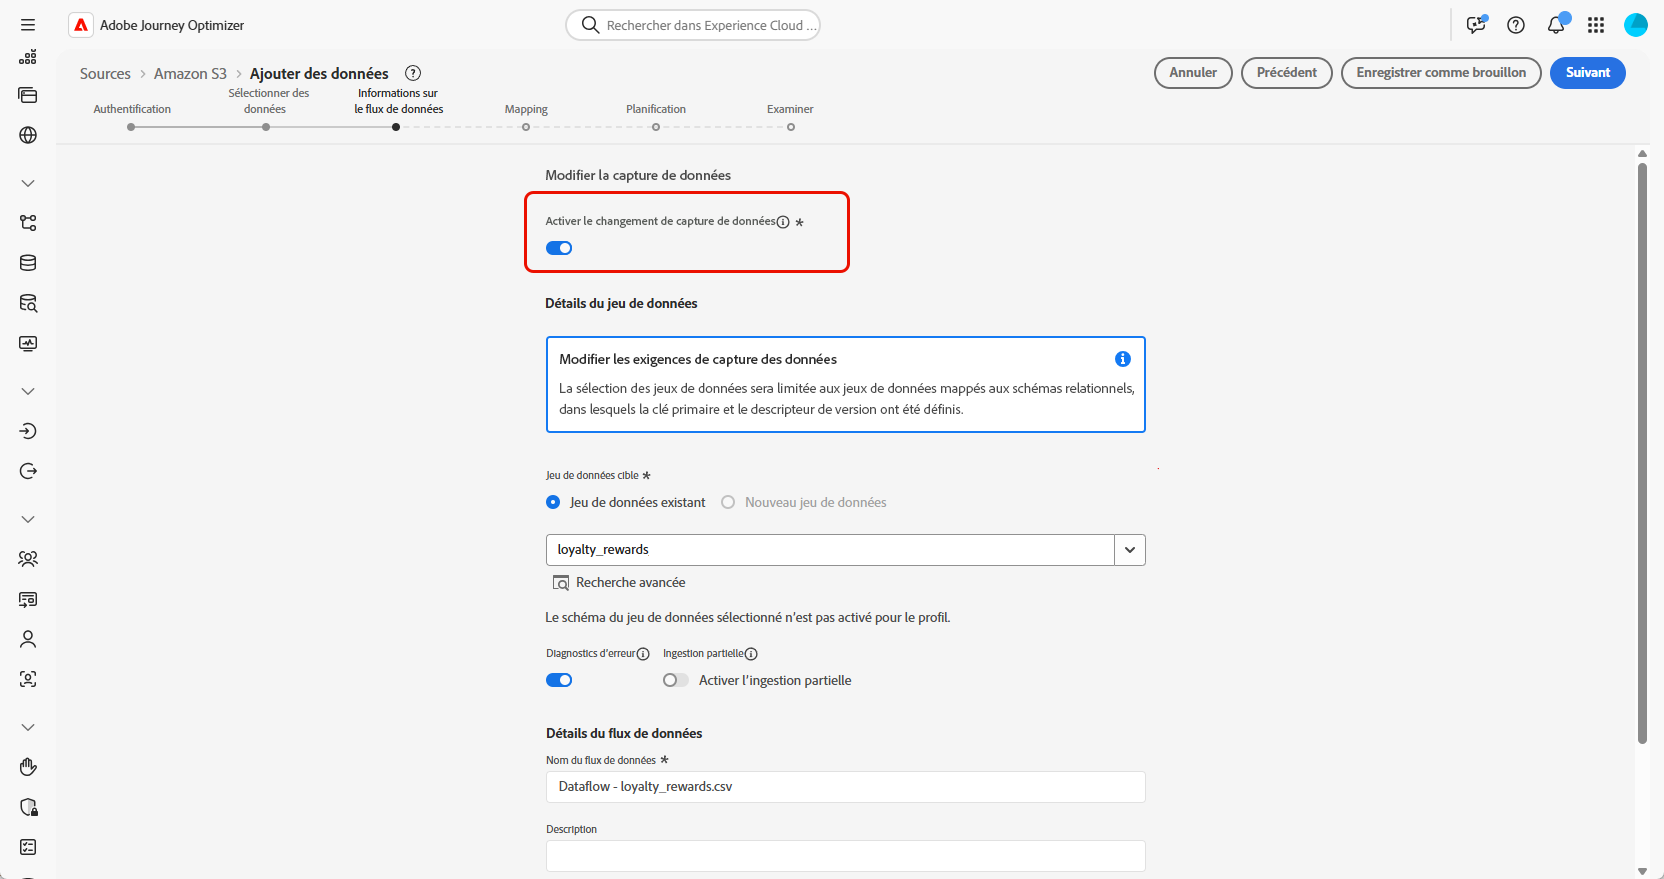 Adobe Journey Optimizer
Rechercher dans Experience Cloud ...
Sources > Amazon S3 > Ajouter des données
Annuler
Précédent
Enregistrer comme brouillon
Suivant
Authentification
Sélectionner des
données
Informations sur
le flux de données
Mapping
Planification
Examiner
Modifier la capture de données
Activer le changement de capture de données *
Détails du jeu de données
Modifier les exigences de capture des données
La sélection des jeux de données sera limitée aux jeux de données mappés aux schémas relationnels,
dans lesquels la clé primaire et le descripteur de version ont été définis.
Jeu de données cible *
Jeu de données existant
Nouveau jeu de données
loyalty_rewards
Recherche avancée
Le schéma du jeu de données sélectionné n’est pas activé pour le profil.
Diagnostics d’erreur
Ingestion partielle
Activer l’ingestion partielle
Détails du flux de données
Nom du flux de données *
Dataflow - loyalty_rewards.csv
Description